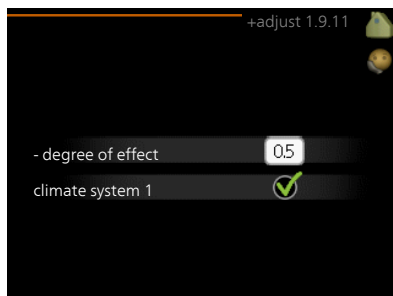 +adjust 1.9.11
- degree of effect 0.5
climate system 1